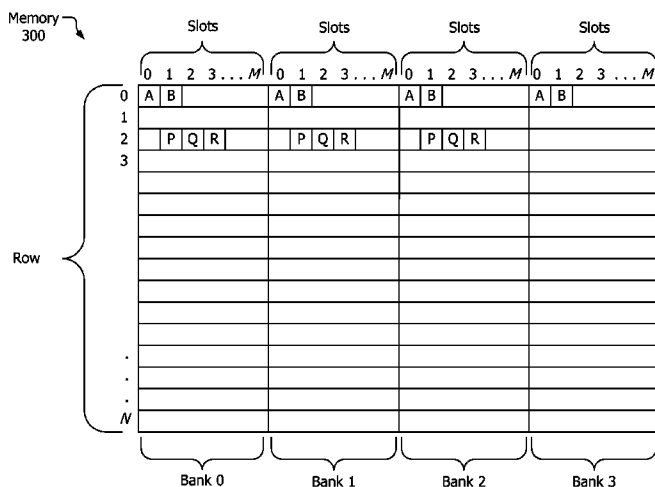 Memory
300
Slots Slots Slots Slots
0 1 2 3 . . . M 0 1 2 3 . . . M 0 1 2 3 . . . M 0 1 2 3 . . . M
0 A B A B A B A B
1
2 P Q R P Q R P Q R
3
Row
.
.
.
N
Bank 0 Bank 1 Bank 2 Bank 3